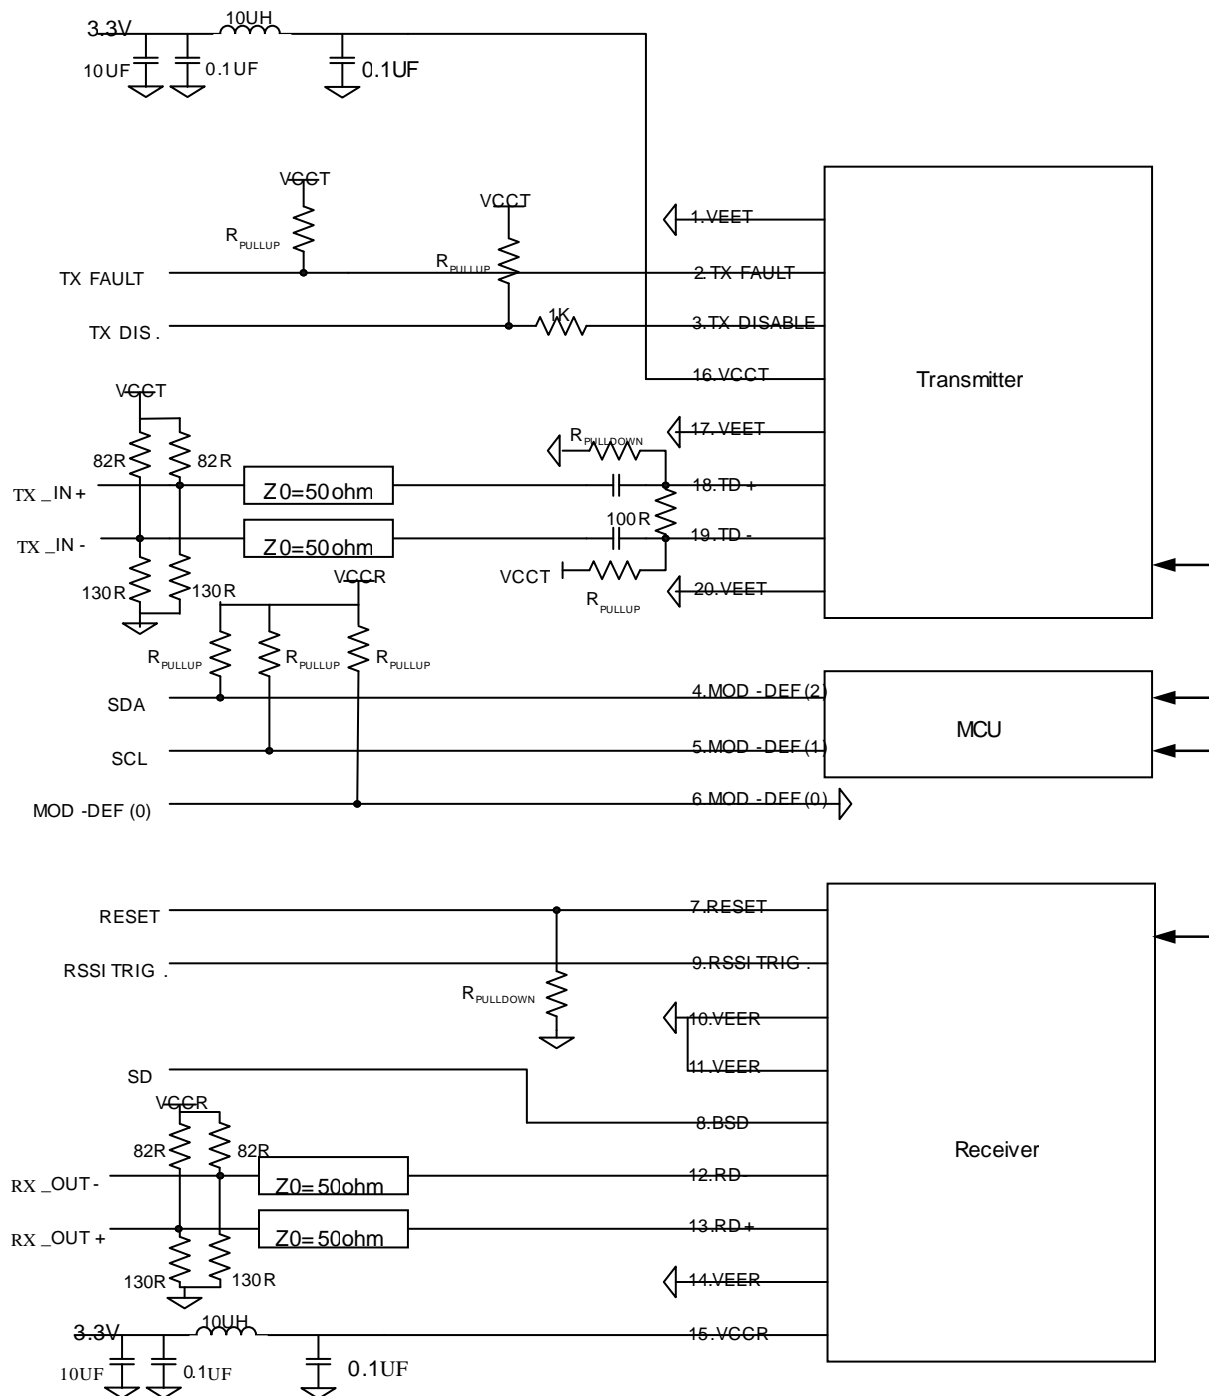 3.3V
10UH
10UF
0.1UF
0.1UF
VCCT
VCCT
RPULLUP
RPULLUP
1.VEET
TX FAULT
2.TX FAULT
TX DIS.
1K
3.TX DISABLE
16.VCCT
Transmitter
VCCT
82R
82R
RPULLDOWN
17.VEET
TX_IN+
Z0=50ohm
18.TD+
100R
TX_IN-
Z0=50ohm
19.TD-
130R
130R
VCCR
VCCT
RPULLUP
20.VEET
RPULLUP
RPULLUP
RPULLUP
SDA
4.MOD-DEF(2)
MCU
SCL
5.MOD-DEF(1)
MOD-DEF(0)
6.MOD-DEF(0)
RESET
7.RESET
RSSI TRIG.
9.RSSI TRIG.
RPULLDOWN
10.VEER
11.VEER
SD
8.BSD
VCCR
82R
82R
Receiver
RX_OUT-
Z0=50ohm
12.RD-
RX_OUT+
Z0=50ohm
13.RD+
130R
130R
14.VEER
3.3V
10UH
15.VCCR
10UF
0.1UF
0.1UF